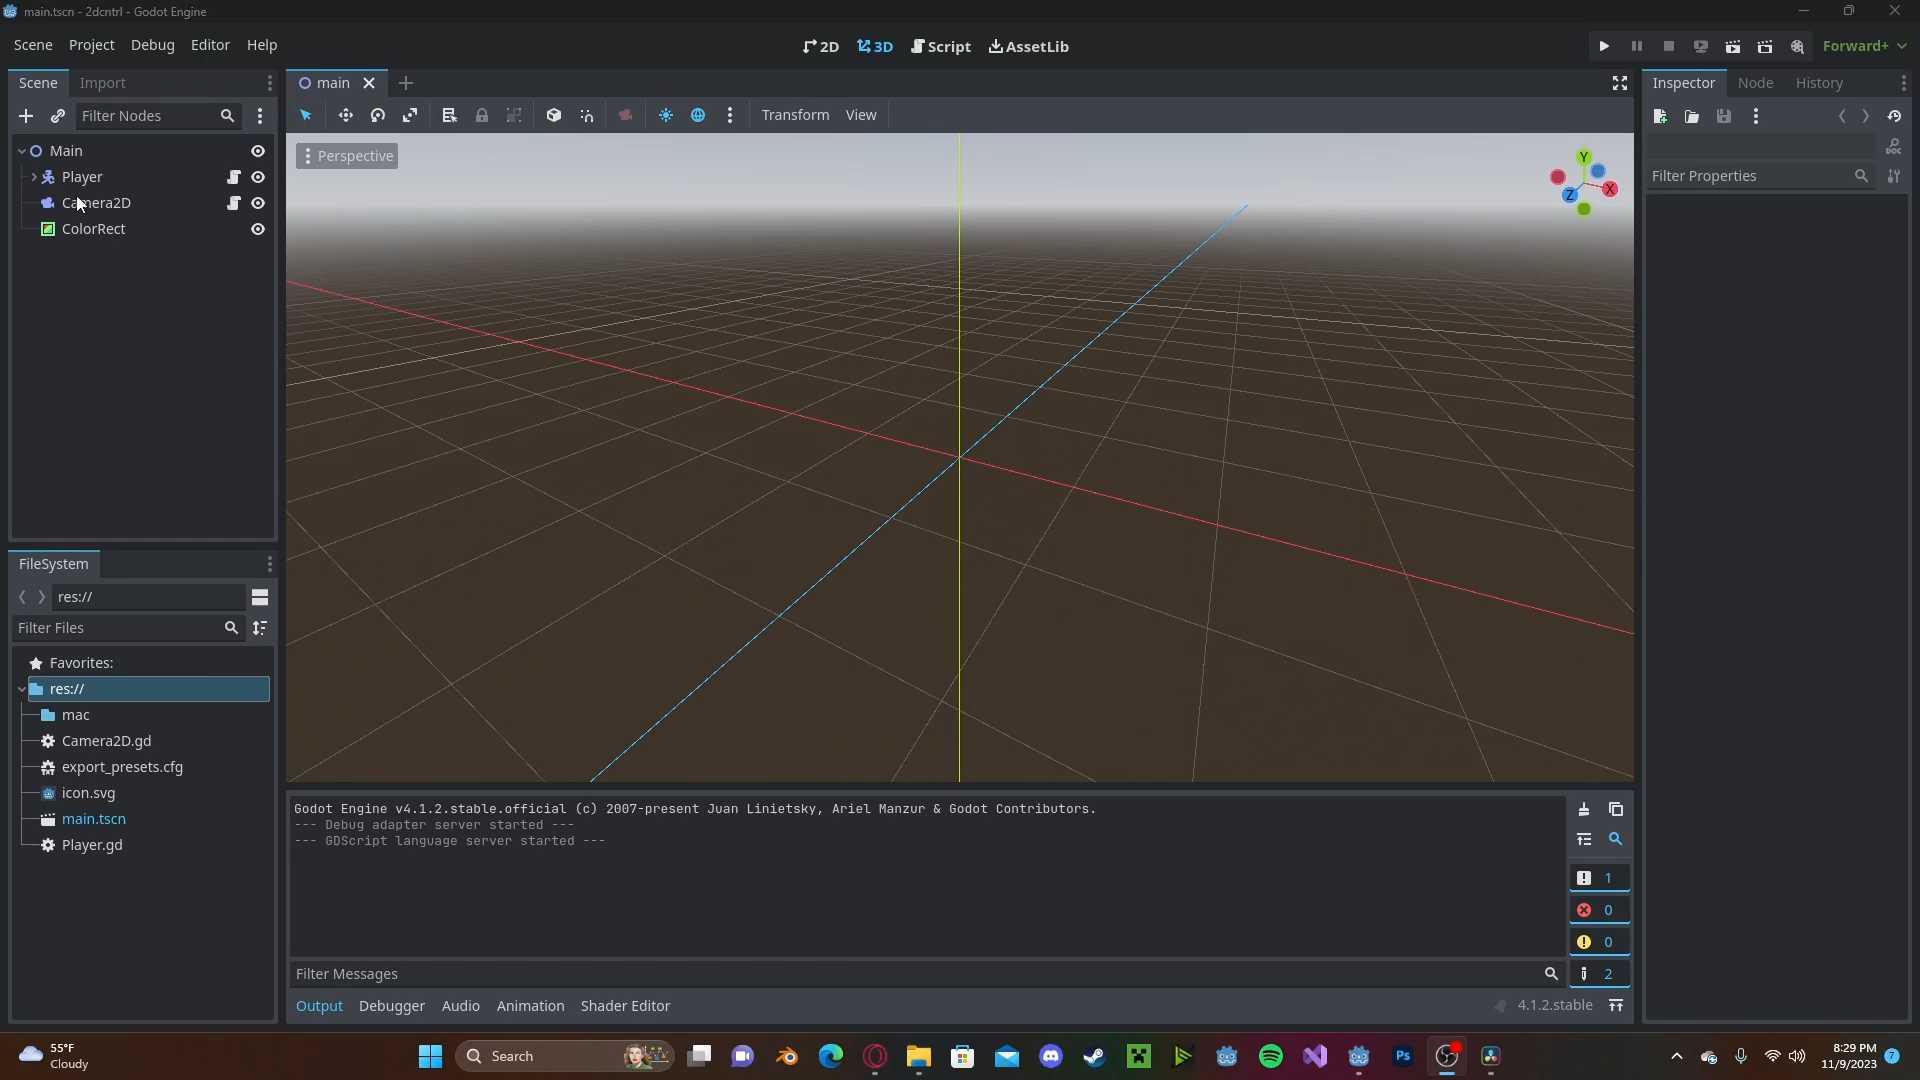 main.tscn - 2dcntrl - Godot Engine
Scene Project Debug Editor Help
2D 3D Script AssetLib
Forward+
Scene Import
main
Inspector Node History
Filter Nodes
Transform View
Main
Player
Camera2D
ColorRect
Perspective
Y
X
Z
DOC
Filter Properties
FileSystem
res://
Filter Files
Favorites:
res://
mac
Camera2D.gd
export_presets.cfg
icon.svg
main.tscn
Player.gd
Godot Engine v4.1.2.stable.official (c) 2007-present Juan Linietsky, Ariel Manzur & Godot Contributors.
--- Debug adapter server started ---
--- GDScript language server started ---
1
0
0
2
Filter Messages
Output Debugger Audio Animation Shader Editor
4.1.2.stable
55°F
Cloudy
Search
Ps
8:29 PM
11/9/2023
7